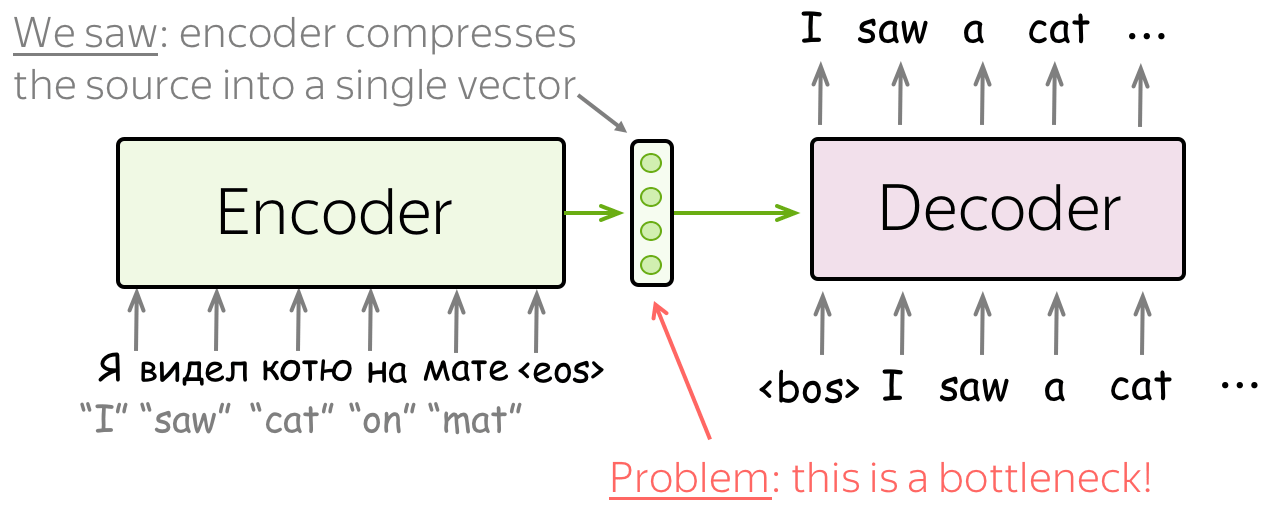 We saw: encoder compresses
the source into a single vector
I saw a cat ...
Encoder
Decoder
Я видел котю на мате <eos>
“I” “saw” “cat” “on” “mat”
<bos> I saw a cat ...
Problem: this is a bottleneck!